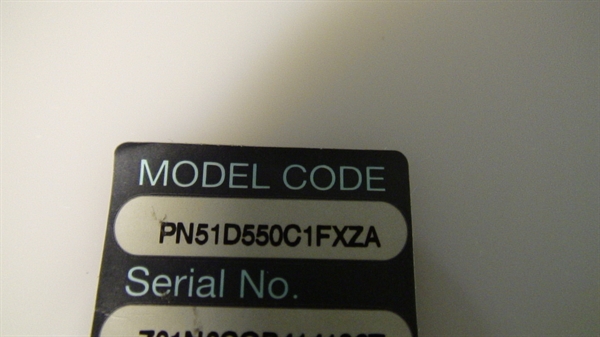 MODEL CODE
PN51D550C1FXZA
Serial No.